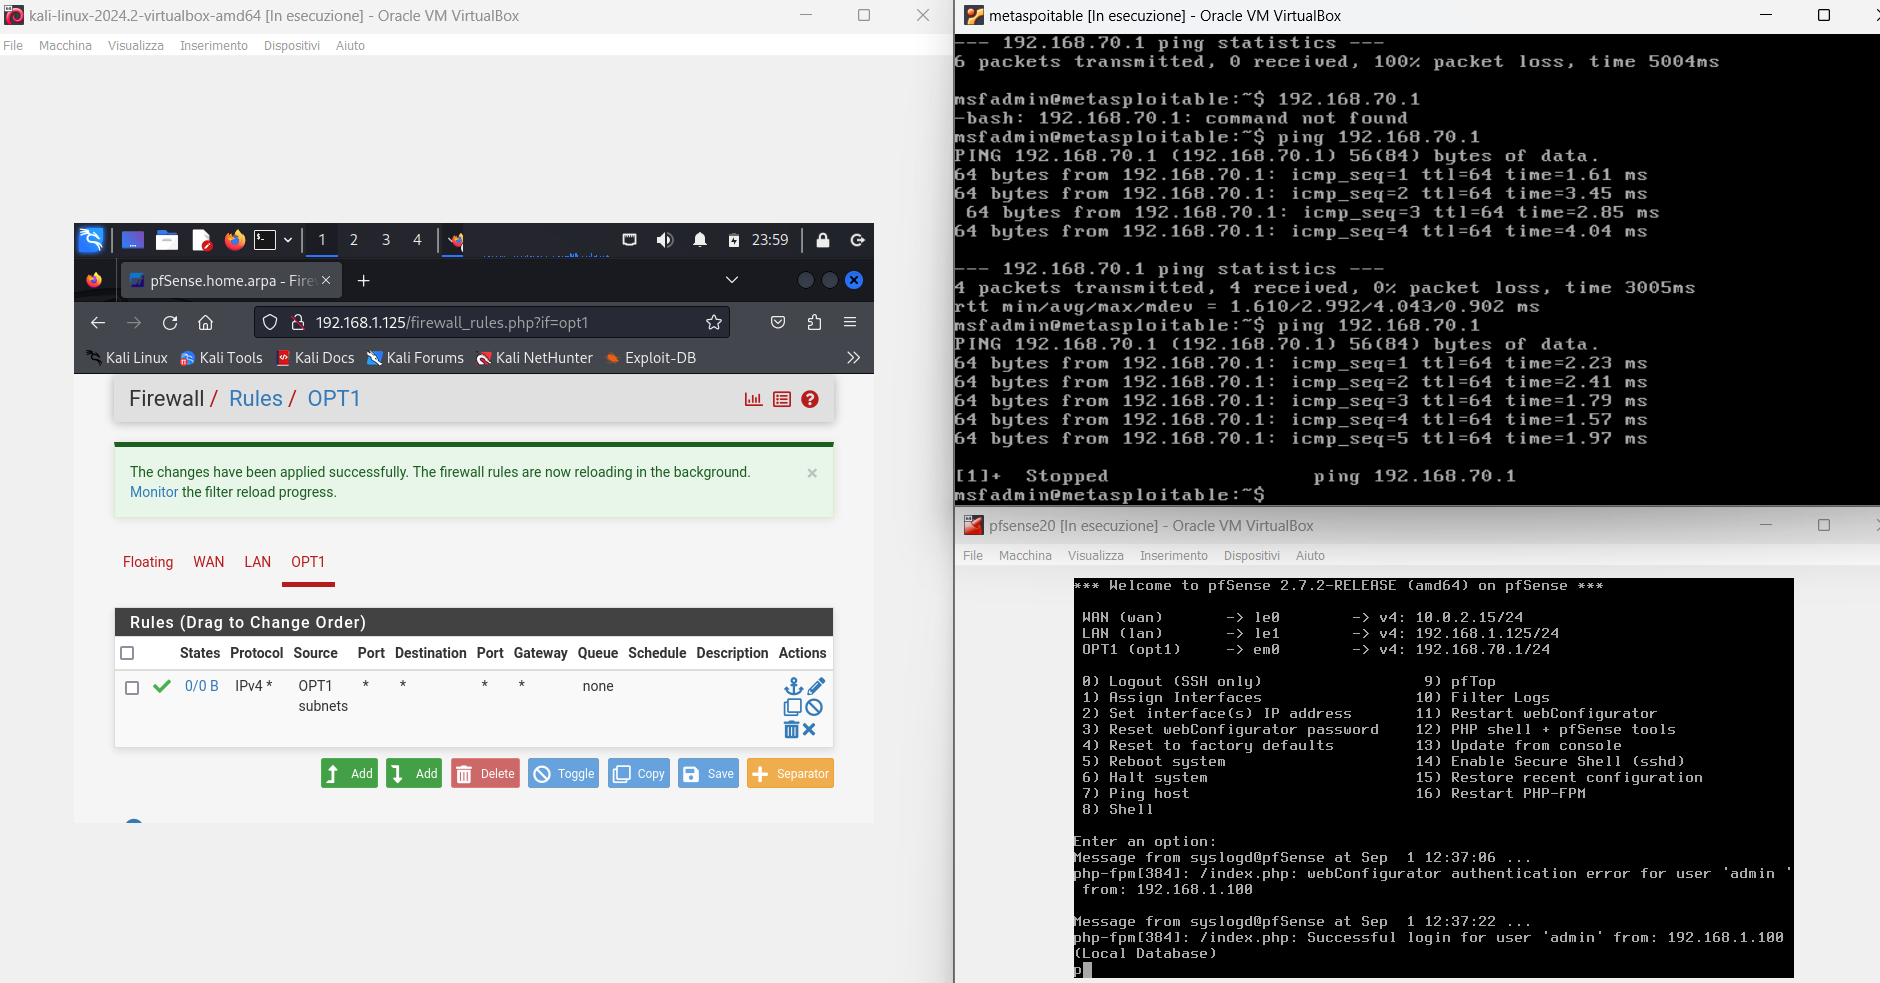 kali-linux-2024.2-virtualbox-amd64 [In esecuzione] - Oracle VM VirtualBox
File Macchina Visualizza Inserimento Dispositivi Aiuto
1 2 3 4 23:59
pfSense.home.arpa - Fire
192.168.1.125/firewall_rules.php?if=opt1
Kali Linux Kali Tools Kali Docs Kali Forums Kali NetHunter Exploit-DB
Firewall / Rules / OPT1
The changes have been applied successfully. The firewall rules are now reloading in the background.
Monitor the filter reload progress.
Floating WAN LAN OPT1
Rules (Drag to Change Order)
States Protocol Source Port Destination Port Gateway Queue Schedule Description Actions
0/0 B IPv4 * OPT1 * * * * none
subnets
Add Add Delete Toggle Copy Save Separator
metaspoitable [In esecuzione] - Oracle VM VirtualBox
--- 192.168.70.1 ping statistics ---
6 packets transmitted, 0 received, 100% packet loss, time 5004ms
msfadmin@metasploitable:~$ 192.168.70.1
-bash: 192.168.70.1: command not found
msfadmin@metasploitable:~$ ping 192.168.70.1
PING 192.168.70.1 (192.168.70.1) 56(84) bytes of data.
64 bytes from 192.168.70.1: icmp_seq=1 ttl=64 time=1.61 ms
64 bytes from 192.168.70.1: icmp_seq=2 ttl=64 time=3.45 ms
64 bytes from 192.168.70.1: icmp_seq=3 ttl=64 time=2.85 ms
64 bytes from 192.168.70.1: icmp_seq=4 ttl=64 time=4.04 ms
--- 192.168.70.1 ping statistics ---
4 packets transmitted, 4 received, 0% packet loss, time 3005ms
rtt min/avg/max/mdev = 1.610/2.992/4.043/0.902 ms
msfadmin@metasploitable:~$ ping 192.168.70.1
PING 192.168.70.1 (192.168.70.1) 56(84) bytes of data.
64 bytes from 192.168.70.1: icmp_seq=1 ttl=64 time=2.23 ms
64 bytes from 192.168.70.1: icmp_seq=2 ttl=64 time=2.41 ms
64 bytes from 192.168.70.1: icmp_seq=3 ttl=64 time=1.79 ms
64 bytes from 192.168.70.1: icmp_seq=4 ttl=64 time=1.57 ms
64 bytes from 192.168.70.1: icmp_seq=5 ttl=64 time=1.97 ms
[1]+ Stopped ping 192.168.70.1
msfadmin@metasploitable:~$
pfsense20 [In esecuzione] - Oracle VM VirtualBox
File Macchina Visualizza Inserimento Dispositivi Aiuto
*** Welcome to pfSense 2.7.2-RELEASE (amd64) on pfSense ***
WAN (wan) -> le0 -> v4: 10.0.2.15/24
LAN (lan) -> le1 -> v4: 192.168.1.125/24
OPT1 (opt1) -> em0 -> v4: 192.168.70.1/24
0) Logout (SSH only) 9) pfTop
1) Assign Interfaces 10) Filter Logs
2) Set interface(s) IP address 11) Restart webConfigurator
3) Reset webConfigurator password 12) PHP shell + pfSense tools
4) Reset to factory defaults 13) Update from console
5) Reboot system 14) Enable Secure Shell (sshd)
6) Halt system 15) Restore recent configuration
7) Ping host 16) Restart PHP-FPM
8) Shell
Enter an option:
Message from syslogd@pfSense at Sep 1 12:37:06 ...
php-fpm[384]: /index.php: webConfigurator authentication error for user 'admin '
from: 192.168.1.100
Message from syslogd@pfSense at Sep 1 12:37:22 ...
php-fpm[384]: /index.php: Successful login for user 'admin' from: 192.168.1.100
(Local Database)
p